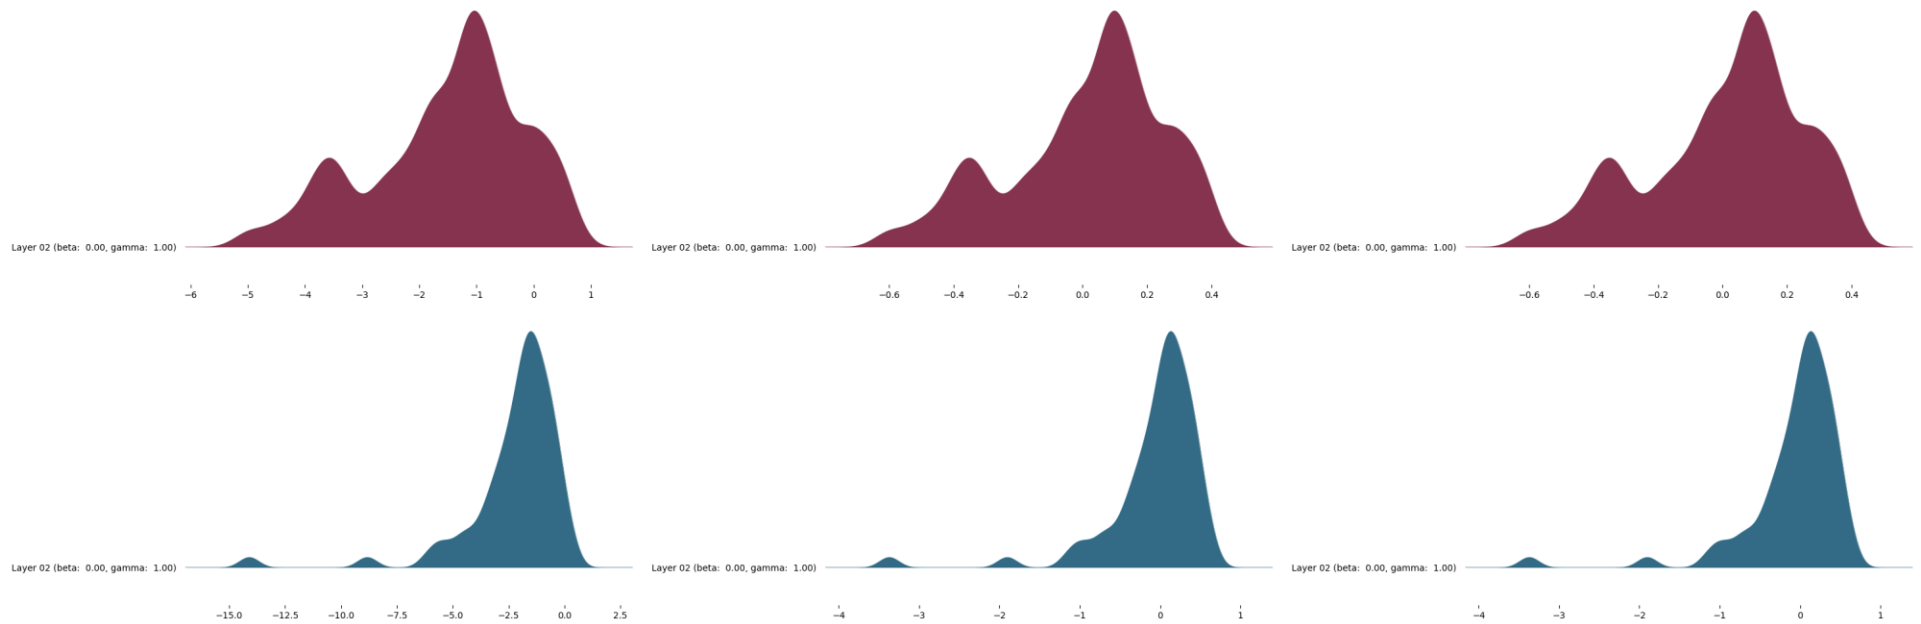 Layer 02 (beta:  0.00, gamma:  1.00)
Layer 02 (beta:  0.00, gamma:  1.00)
Layer 02 (beta:  0.00, gamma:  1.00)
−6 −5 −4 −3 −2 −1 0 1
−0.6 −0.4 −0.2 0.0 0.2 0.4
−0.6 −0.4 −0.2 0.0 0.2 0.4
Layer 02 (beta:  0.00, gamma:  1.00)
Layer 02 (beta:  0.00, gamma:  1.00)
Layer 02 (beta:  0.00, gamma:  1.00)
−15.0 −12.5 −10.0 −7.5 −5.0 −2.5 0.0 2.5
−4 −3 −2 −1 0 1
−4 −3 −2 −1 0 1